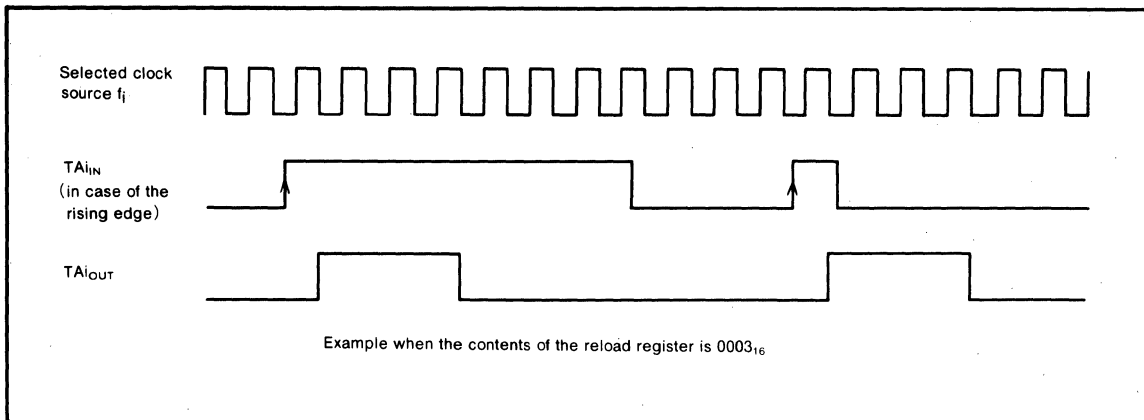 Selected clock
source fᵢ
TAiIN
(in case of the
rising edge)
TAiOUT
Example when the contents of the reload register is 0003₁₆